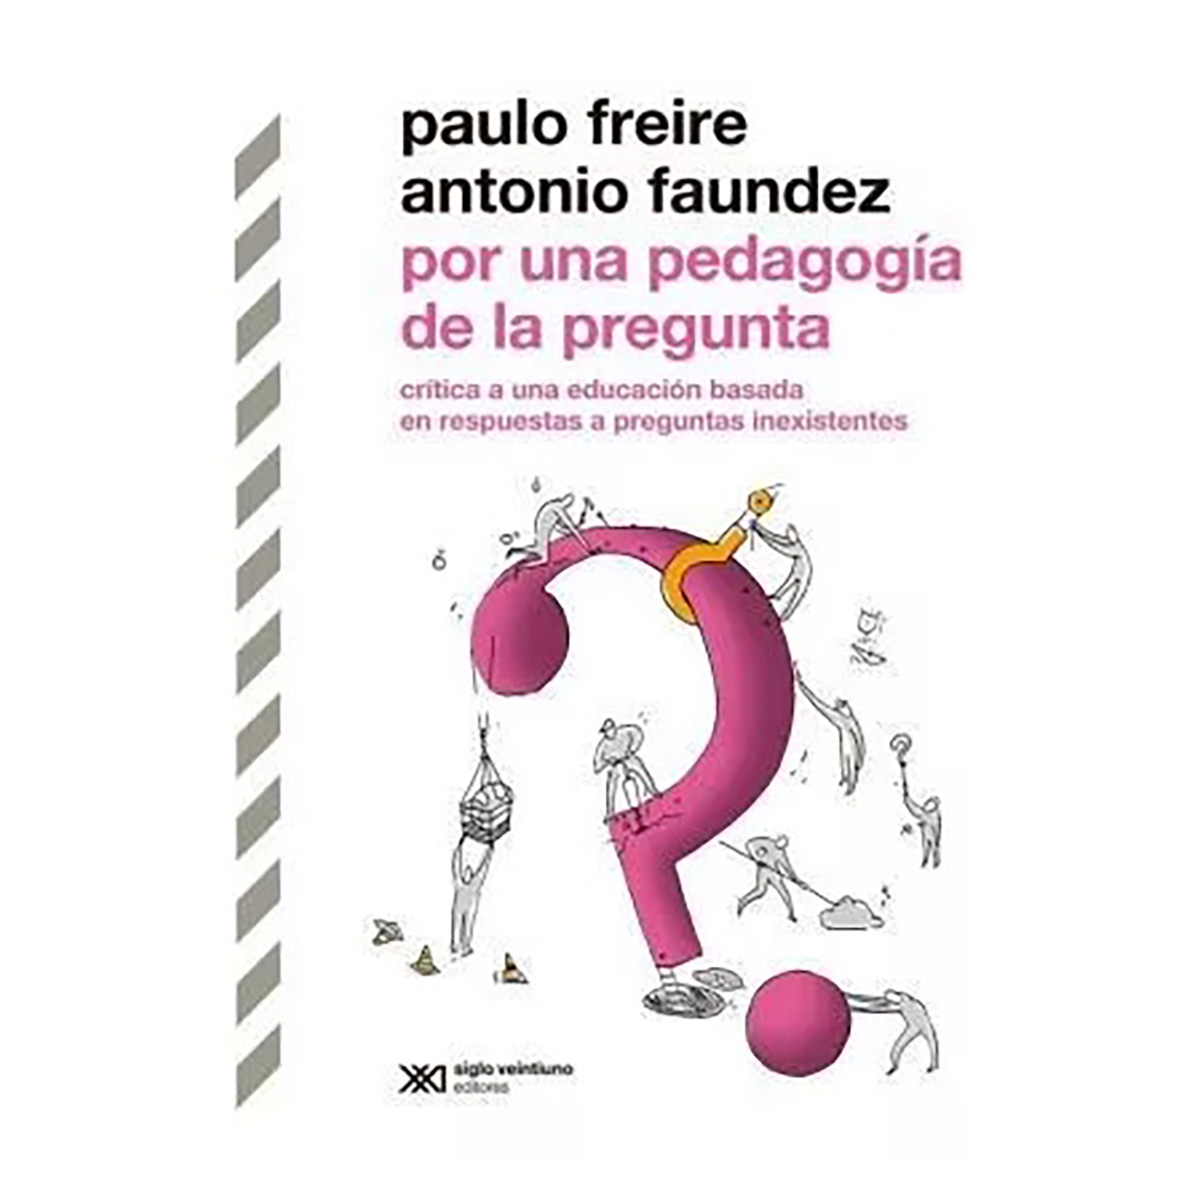 paulo freire
antonio faundez
por una pedagogía
de la pregunta
crítica a una educación basada
en respuestas a preguntas inexistentes
siglo veintiuno
editores